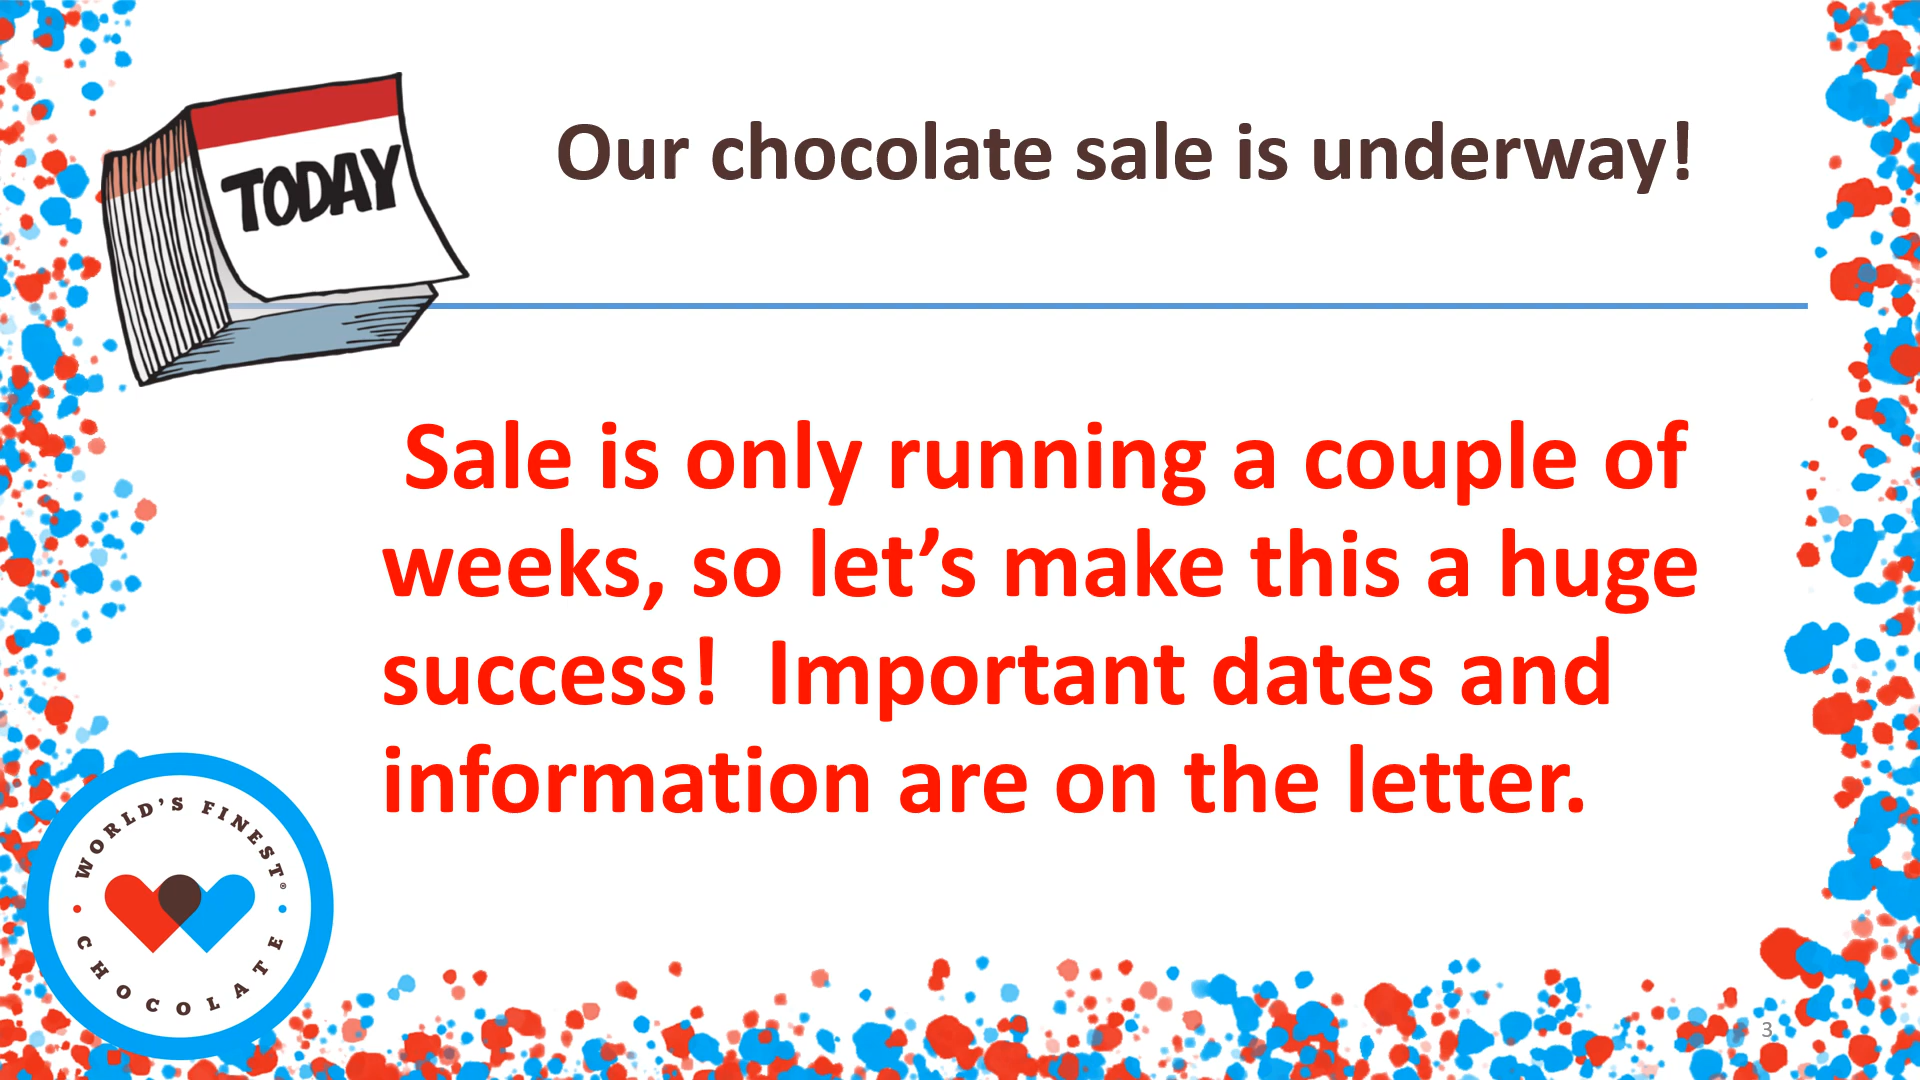 TODAY
Our chocolate sale is underway!
Sale is only running a couple of
weeks, so let’s make this a huge
success!  Important dates and
information are on the letter.
WORLD’S FINEST®
CHOCOLATE
3